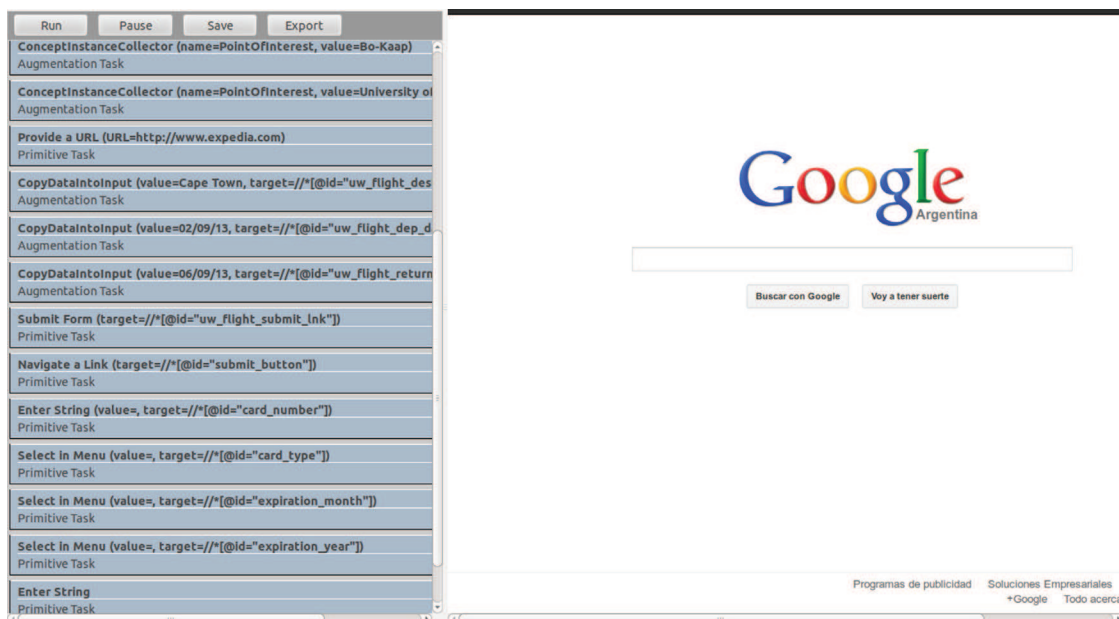 Run Pause Save Export
ConceptInstanceCollector (name=PointOfInterest, value=Bo-Kaap)
Augmentation Task
ConceptInstanceCollector (name=PointOfInterest, value=University of
Augmentation Task
Provide a URL (URL=http://www.expedia.com)
Primitive Task
CopyDataIntoInput (value=Cape Town, target=//*[@id="uw_flight_des
Augmentation Task
CopyDataIntoInput (value=02/09/13, target=//*[@id="uw_flight_dep_d
Augmentation Task
CopyDataIntoInput (value=06/09/13, target=//*[@id="uw_flight_return
Augmentation Task
Submit Form (target=//*[@id="uw_flight_submit_lnk"])
Primitive Task
Navigate a Link (target=//*[@id="submit_button"])
Primitive Task
Enter String (value=, target=//*[@id="card_number"])
Primitive Task
Select in Menu (value=, target=//*[@id="card_type"])
Primitive Task
Select in Menu (value=, target=//*[@id="expiration_month"])
Primitive Task
Select in Menu (value=, target=//*[@id="expiration_year"])
Primitive Task
Enter String
Primitive Task
Google
Argentina
Buscar con Google Voy a tener suerte
Programas de publicidad Soluciones Empresariales
+Google Todo acerca